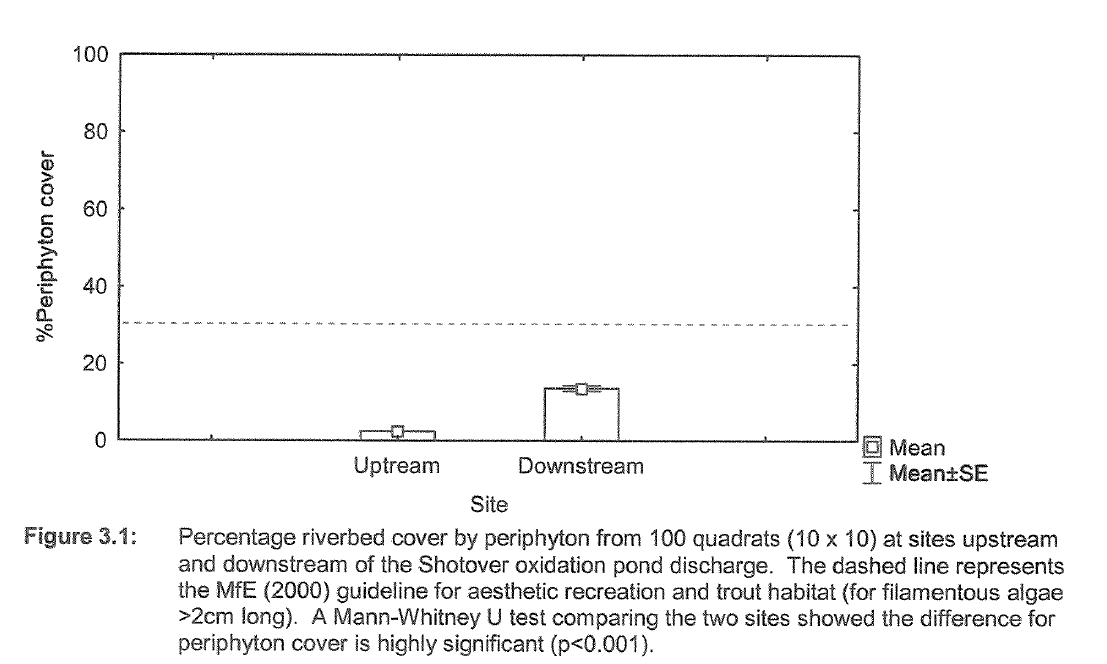 100
80
60
40
20
0
%Periphyton cover
Uptream Downstream
Site
Mean
Mean±SE
Figure 3.1: Percentage riverbed cover by periphyton from 100 quadrats (10 x 10) at sites upstream
and downstream of the Shotover oxidation pond discharge. The dashed line represents
the MfE (2000) guideline for aesthetic recreation and trout habitat (for filamentous algae
>2cm long). A Mann-Whitney U test comparing the two sites showed the difference for
periphyton cover is highly significant (p<0.001).